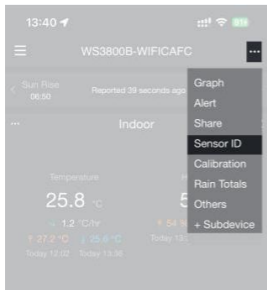 13:40
WS3800B-WIFICAFC
Sun Rise
06:50
Reported 39 seconds ago
Graph
Alert
Share
Sensor ID
Calibration
Rain Totals
Others
+ Subdevice
Indoor
Temperature
25.8 °C
1.2 °C/hr
↑ 27.2 °C ↓ 25.6 °C
Today 12:02 Today 13:36